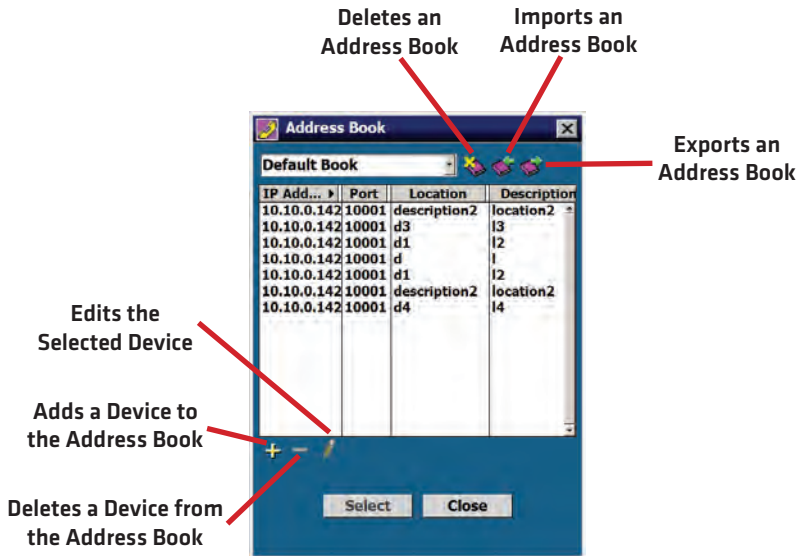 Deletes an
Address Book
Imports an
Address Book
Exports an
Address Book
Address Book
Default Book
IP Add... Port Location Description
10.10.0.142 10001 description2 location2
10.10.0.142 10001 d3 l3
10.10.0.142 10001 d1 l2
10.10.0.142 10001 d l
10.10.0.142 10001 d1 l2
10.10.0.142 10001 description2 location2
10.10.0.142 10001 d4 l4
Edits the
Selected Device
Adds a Device to
the Address Book
Deletes a Device from
the Address Book
Select Close